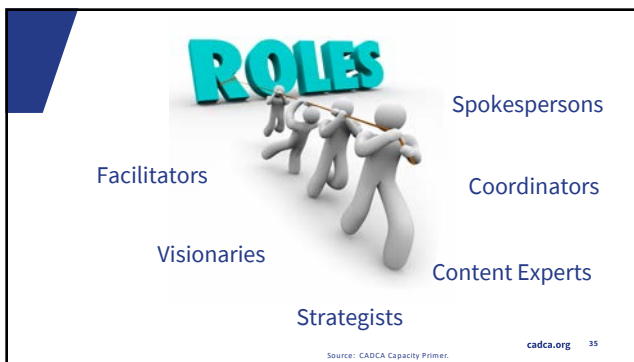 ROLES
Spokespersons
Facilitators
Coordinators
Visionaries
Content Experts
Strategists
cadca.org 35
Source: CADCA Capacity Primer.